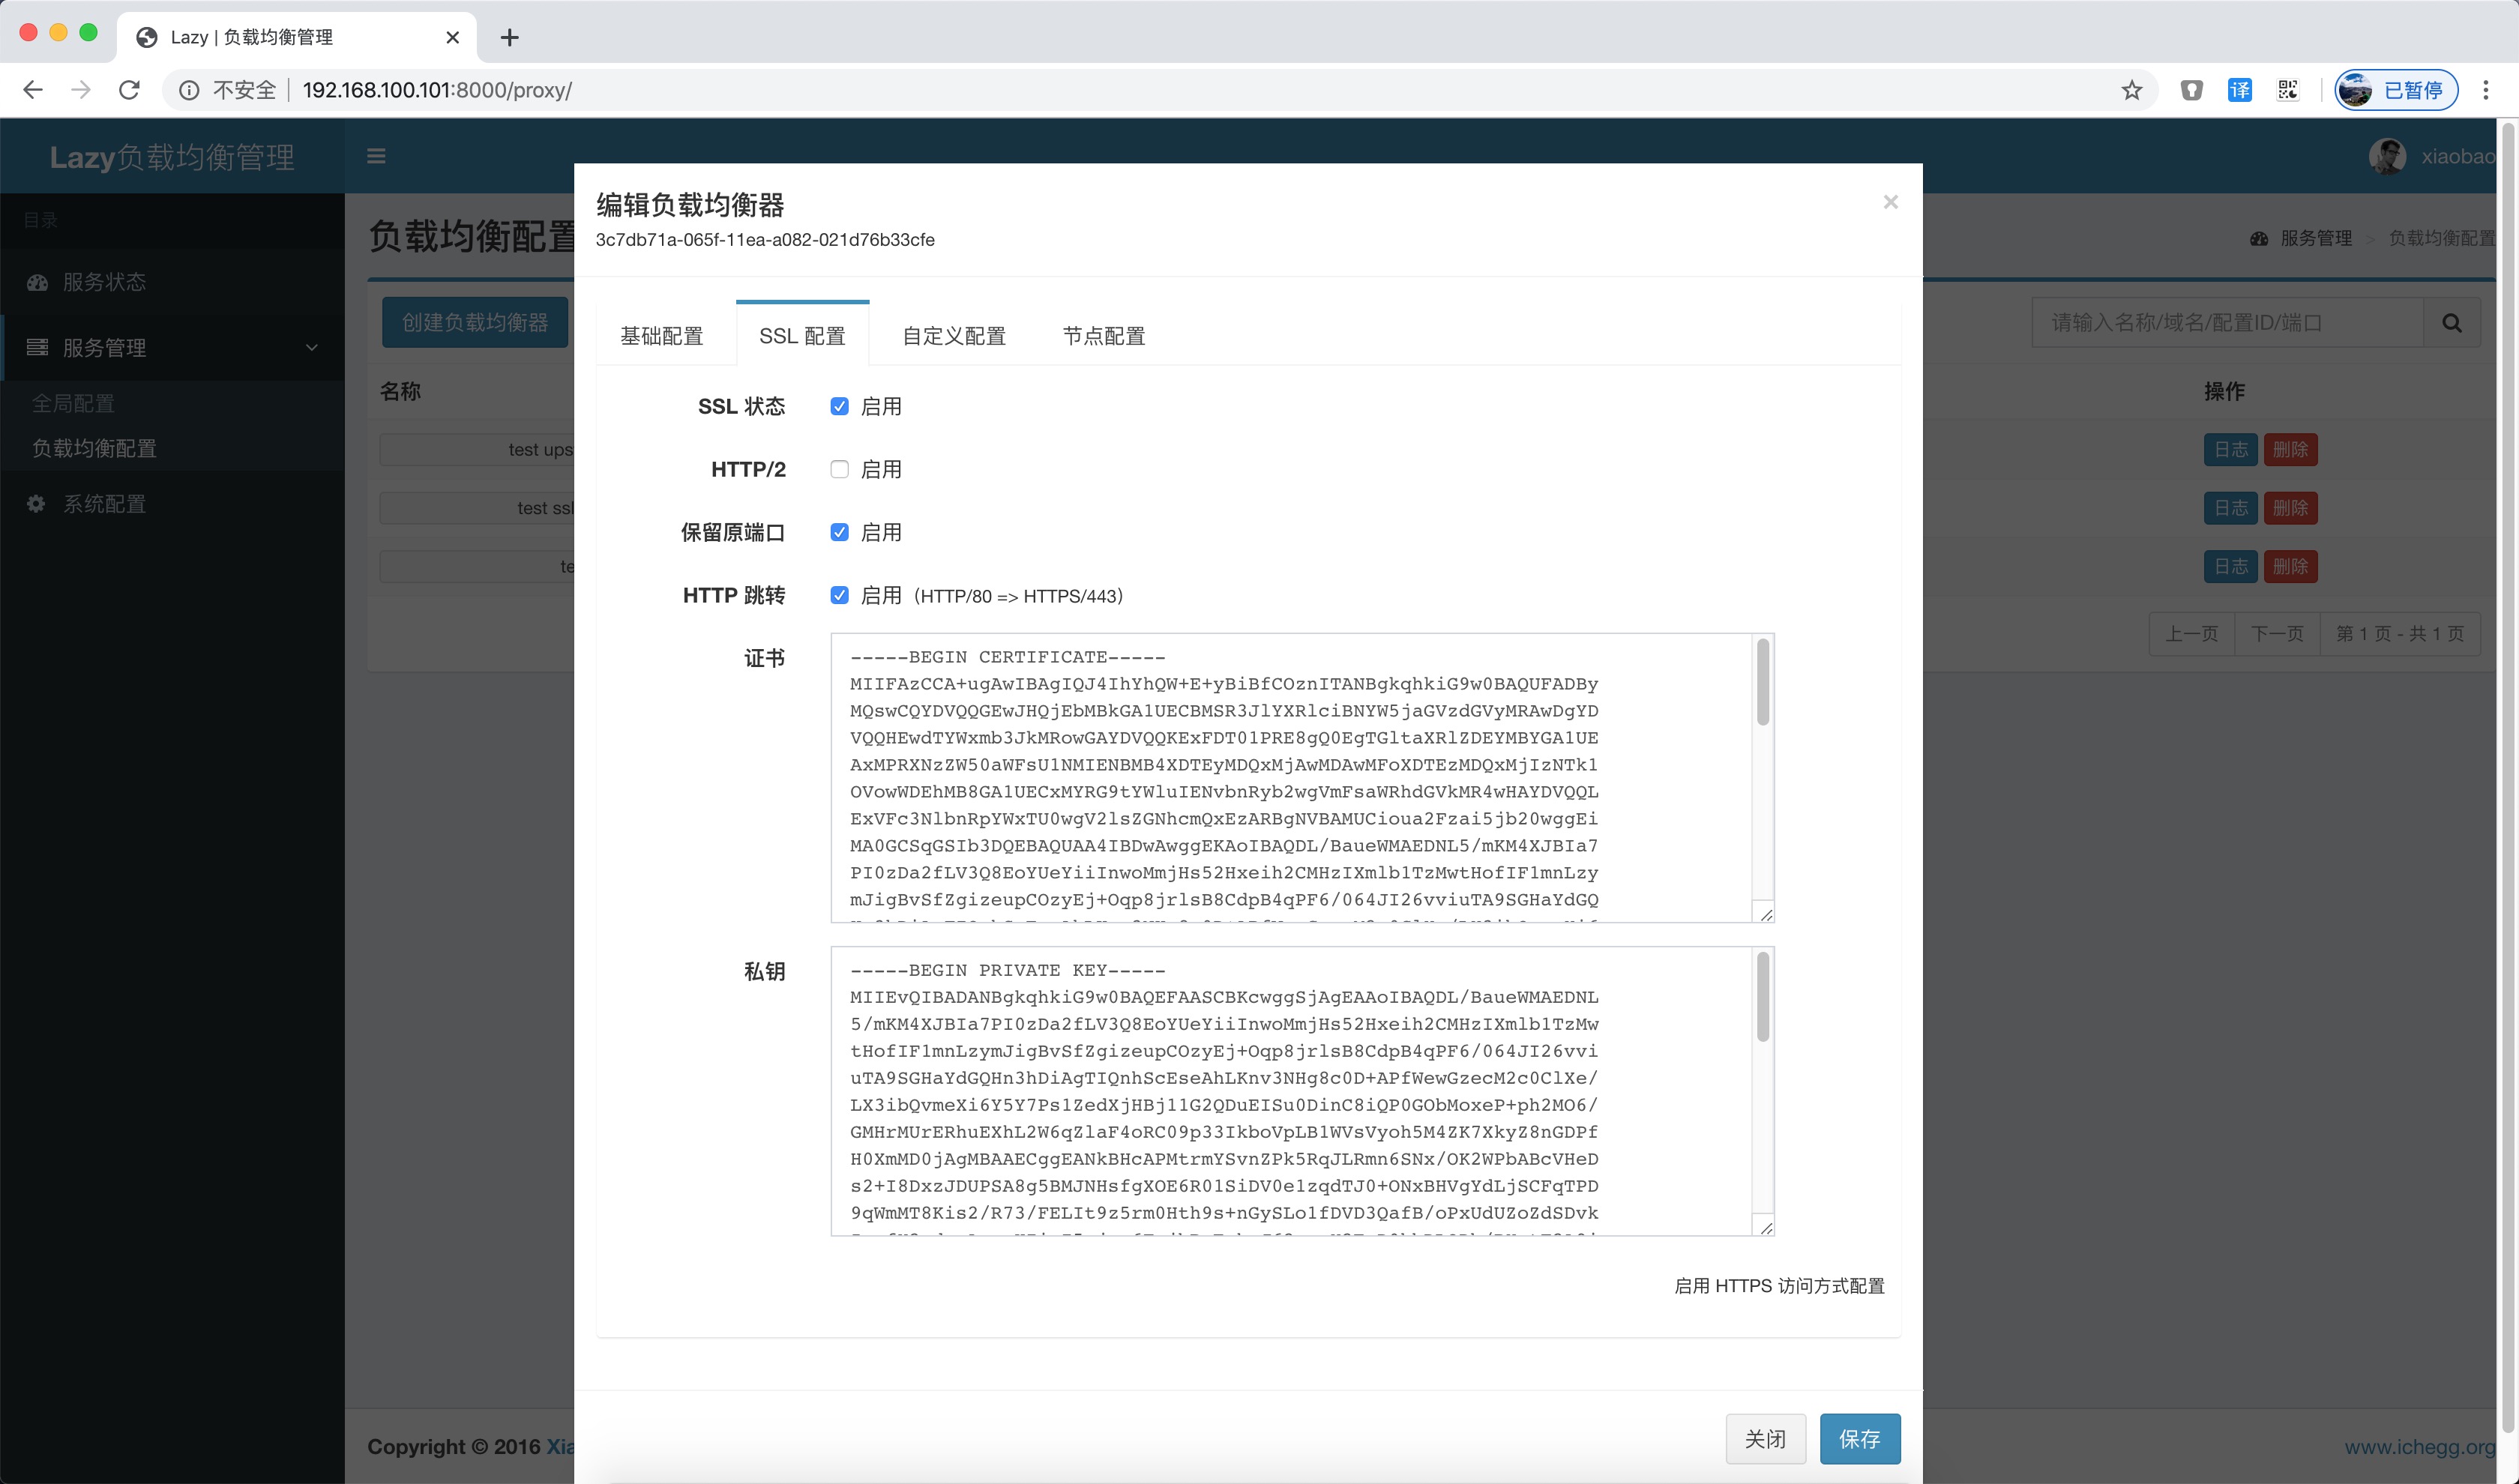 Lazy | 负载均衡管理
不安全 192.168.100.101:8000/proxy/
译
已暂停
Lazy负载均衡管理
xiaobao
目录
服务状态
服务管理
全局配置
负载均衡配置
系统配置
负载均衡配置
服务管理 > 负载均衡配置
创建负载均衡器
请输入名称/域名/配置ID/端口
名称
操作
test ups
日志 删除
test ssl
日志 删除
te
日志 删除
上一页 下一页 第 1 页 - 共 1 页
编辑负载均衡器
3c7db71a-065f-11ea-a082-021d76b33cfe
基础配置 SSL 配置 自定义配置 节点配置
SSL 状态 启用
HTTP/2 启用
保留原端口 启用
HTTP 跳转 启用 (HTTP/80 => HTTPS/443)
证书
-----BEGIN CERTIFICATE-----
MIIFAzCCA+ugAwIBAgIQJ4IhYhQW+E+yBiBfCOznITANBgkqhkiG9w0BAQUFADBy
MQswCQYDVQQGEwJHQjEbMBkGA1UECBMSR3JlYXRlciBNYW5jaGVzdGVyMRAwDgYD
VQQHEwdTYWxmb3JkMRowGAYDVQQKExFDT01PRE8gQ0EgTGltaXRlZDEYMBYGA1UE
AxMPRXNzZW50aWFsU1NMIENBMB4XDTEyMDQxMjAwMDAwMFoXDTEzMDQxMjIzNTk1
OVowWDEhMB8GA1UECxMYRG9tYWluIENvbnRyb2wgVmFsaWRhdGVkMR4wHAYDVQQL
ExVFc3NlbnRpYWxTU0wgV2lsZGNhcmQxEzARBgNVBAMUCioua2Fzai5jb20wggEi
MA0GCSqGSIb3DQEBAQUAA4IBDwAwggEKAoIBAQDL/BaueWMAEDNL5/mKM4XJBIa7
PI0zDa2fLV3Q8EoYUeYiiInwoMmjHs52Hxeih2CMHzIXmlb1TzMwtHofIF1mnLzy
mJigBvSfZgizeupCOzyEj+Oqp8jrlsB8CdpB4qPF6/064JI26vviuTA9SGHaYdGQ
私钥
-----BEGIN PRIVATE KEY-----
MIIEvQIBADANBgkqhkiG9w0BAQEFAASCBKcwggSjAgEAAoIBAQDL/BaueWMAEDNL
5/mKM4XJBIa7PI0zDa2fLV3Q8EoYUeYiiInwoMmjHs52Hxeih2CMHzIXmlb1TzMw
tHofIF1mnLzymJigBvSfZgizeupCOzyEj+Oqp8jrlsB8CdpB4qPF6/064JI26vvi
uTA9SGHaYdGQHn3hDiAgTIQnhScEseAhLKnv3NHg8c0D+APfWewGzecM2c0ClXe/
LX3ibQvmeXi6Y5Y7Ps1ZedXjHBj11G2QDuEISu0DinC8iQP0GObMoxeP+ph2MO6/
GMHrMUrERhuEXhL2W6qZlaF4oRC09p33IkboVpLB1WVsVyoh5M4ZK7XkyZ8nGDPf
H0XmMD0jAgMBAAECggEANkBHcAPMtrmYSvnZPk5RqJLRmn6SNx/OK2WPbABcVHeD
s2+I8DxzJDUPSA8g5BMJNHsfgXOE6R01SiDV0e1zqdTJ0+ONxBHVgYdLjSCFqTPD
9qWmMT8Kis2/R73/FELIt9z5rm0Hth9s+nGySLo1fDVD3QafB/oPxUdUZoZdSDvk
启用 HTTPS 访问方式配置
关闭 保存
Copyright © 2016 Xia
www.ichegg.org